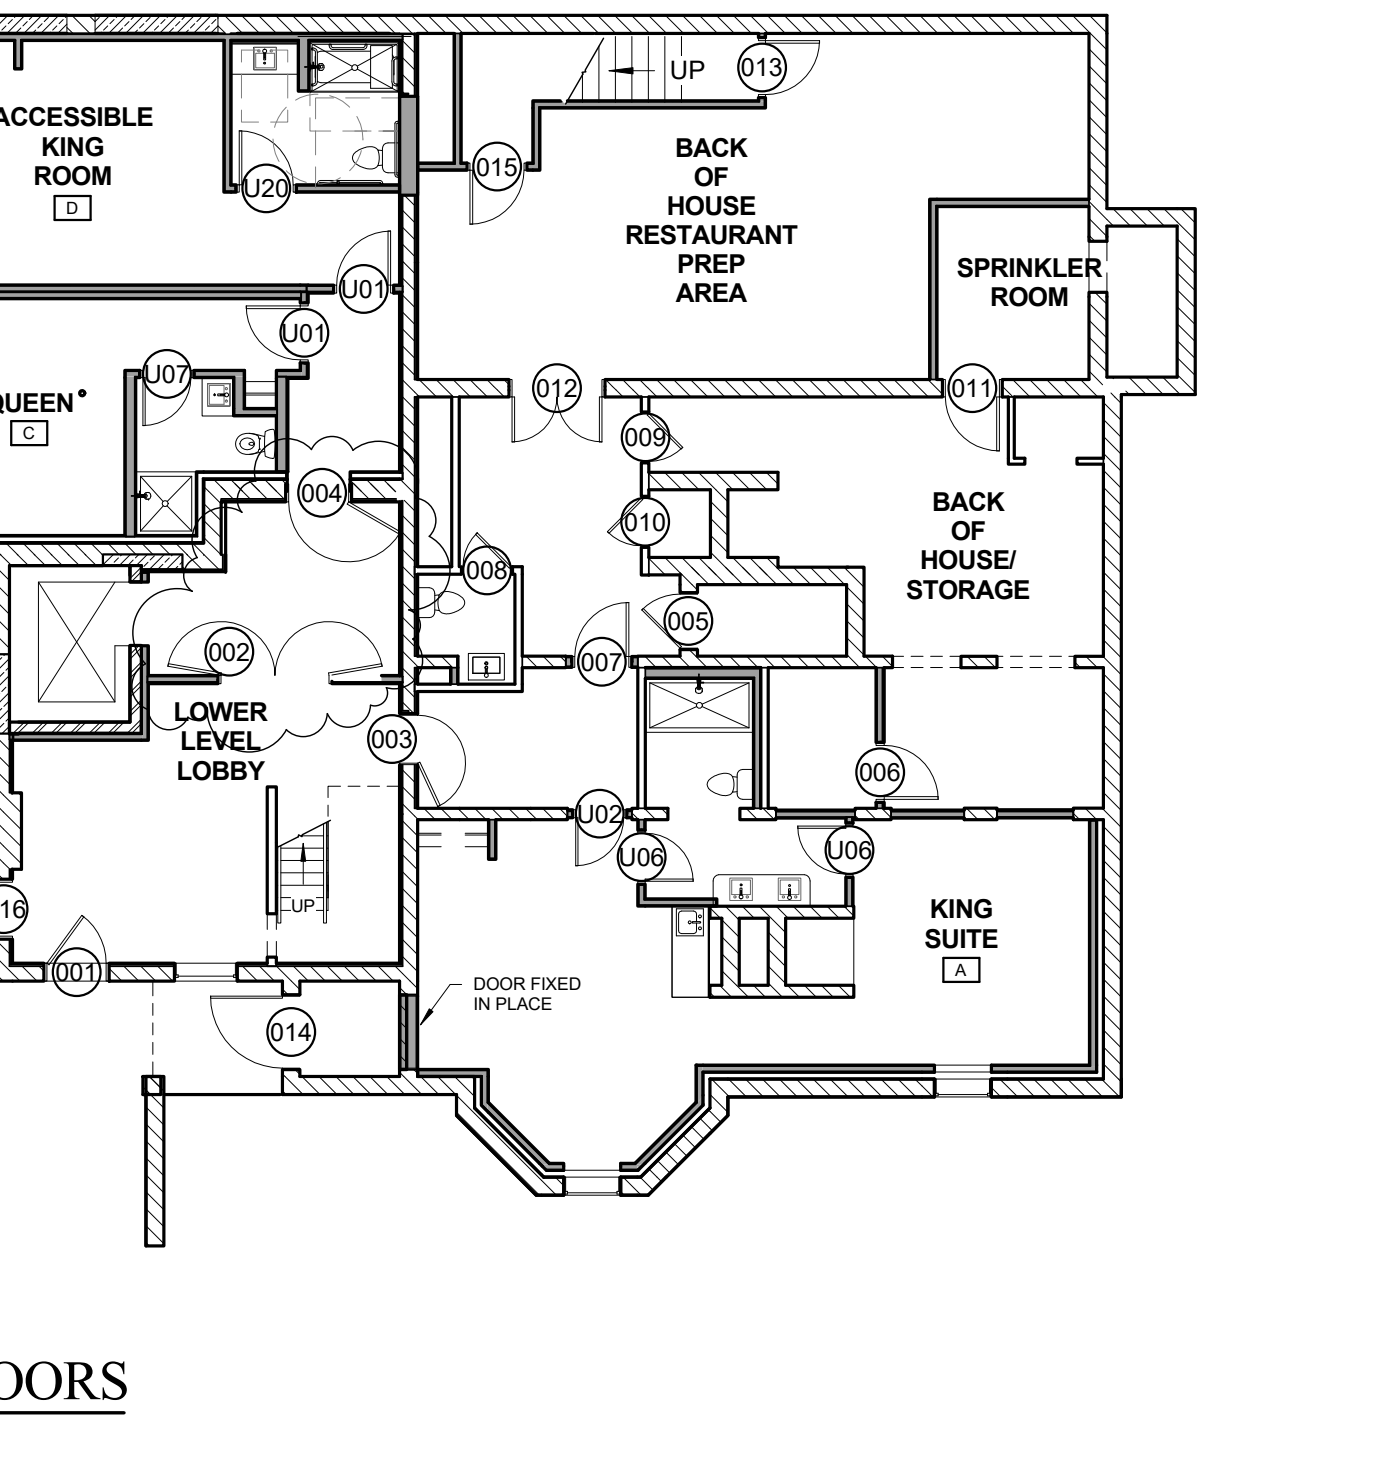 UP
013
ACCESSIBLE
KING
ROOM
D
U20
015
BACK
OF
HOUSE
RESTAURANT
PREP
AREA
SPRINKLER
ROOM
U01
U01
U07
QUEEN°
C
012
011
009
004
010
008
BACK
OF
HOUSE/
STORAGE
005
002
007
LOWER
LEVEL
LOBBY
003
006
U02
U06
U06
UP
16
KING
SUITE
A
001
DOOR FIXED
IN PLACE
014
OORS